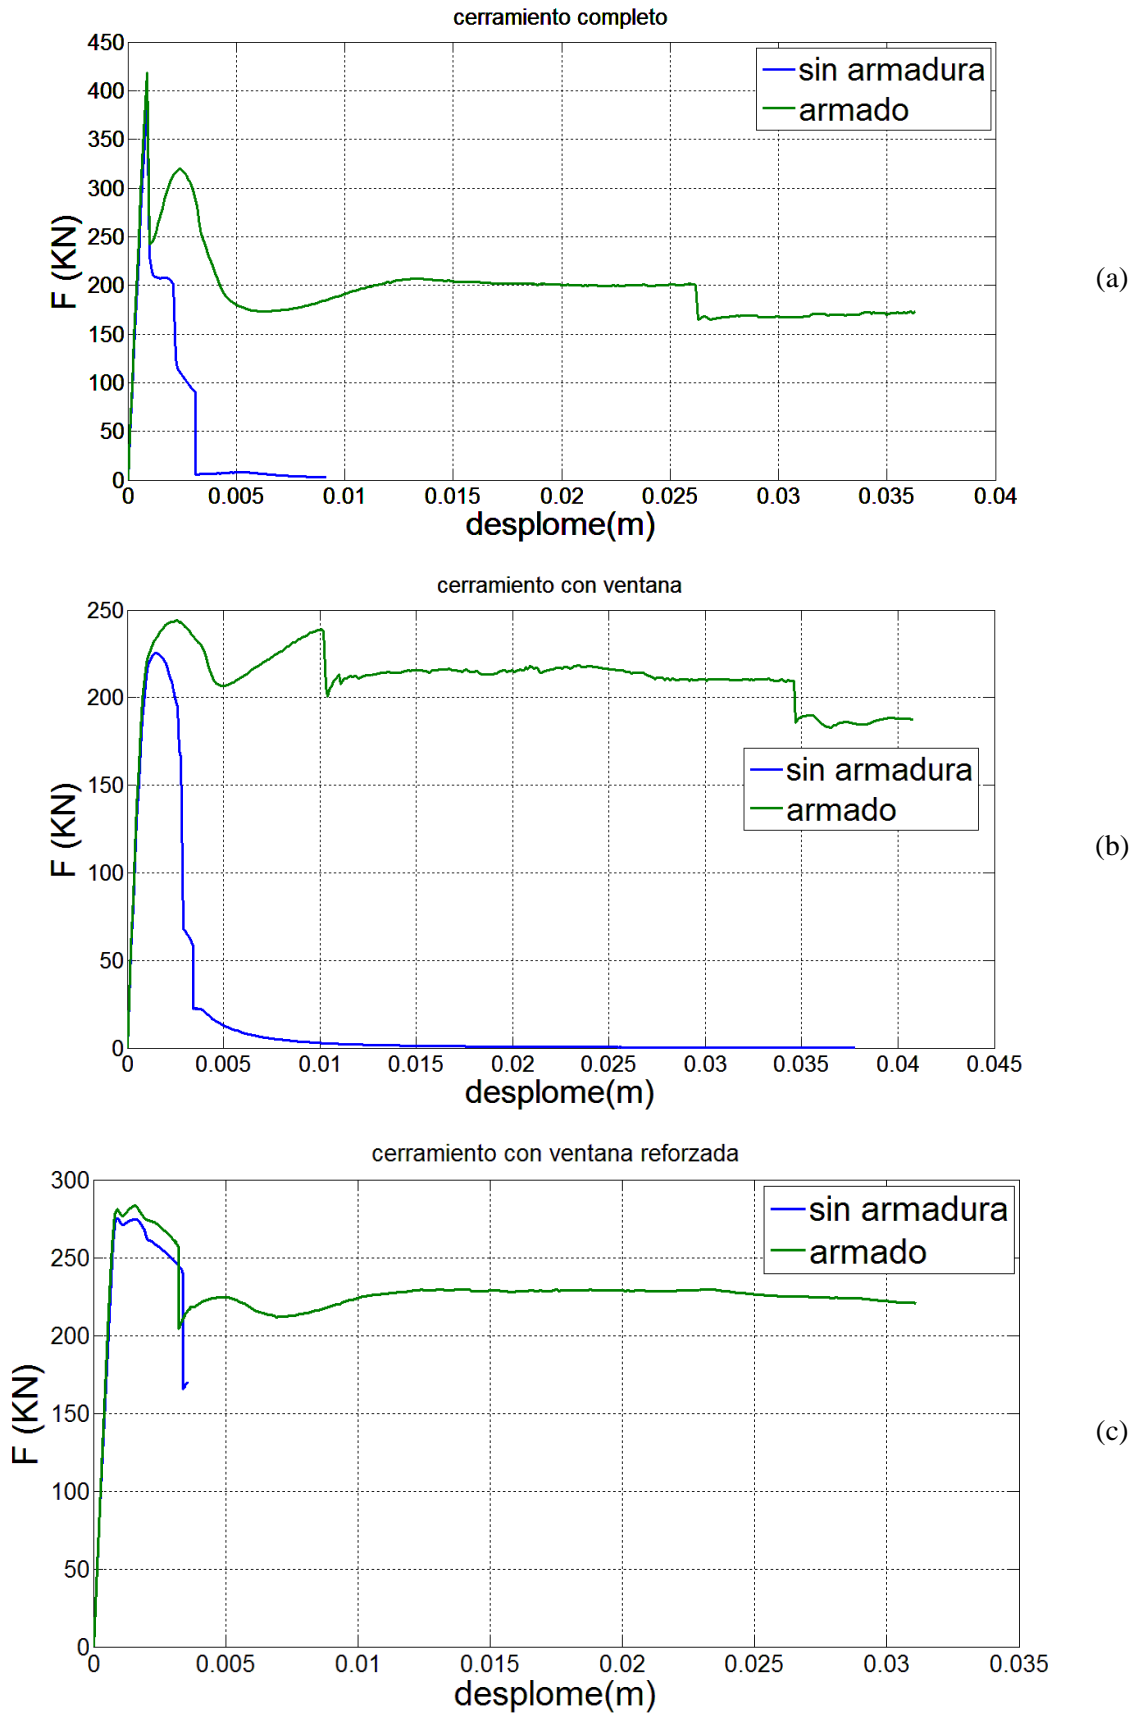 cerramiento completo
450
400
350
300
250
200
150
100
50
0
F (KN)
sin armadura
armado
0 0.005 0.01 0.015 0.02 0.025 0.03 0.035 0.04
desplome(m)
(a)
cerramiento con ventana
250
200
150
100
50
0
F (KN)
sin armadura
armado
0 0.005 0.01 0.015 0.02 0.025 0.03 0.035 0.04 0.045
desplome(m)
(b)
cerramiento con ventana reforzada
300
250
200
150
100
50
0
F (KN)
sin armadura
armado
0 0.005 0.01 0.015 0.02 0.025 0.03 0.035
desplome(m)
(c)